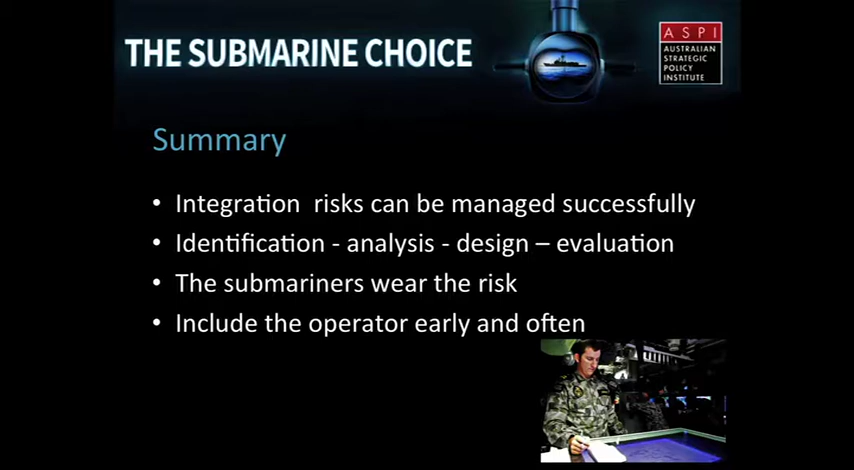 THE SUBMARINE CHOICE
ASPI
AUSTRALIAN
STRATEGIC
POLICY
INSTITUTE
Summary
• Integration  risks can be managed successfully
• Identification - analysis - design – evaluation
• The submariners wear the risk
• Include the operator early and often